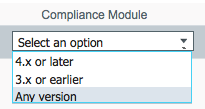 Compliance Module
Select an option
4.x or later
3.x or earlier
Any version